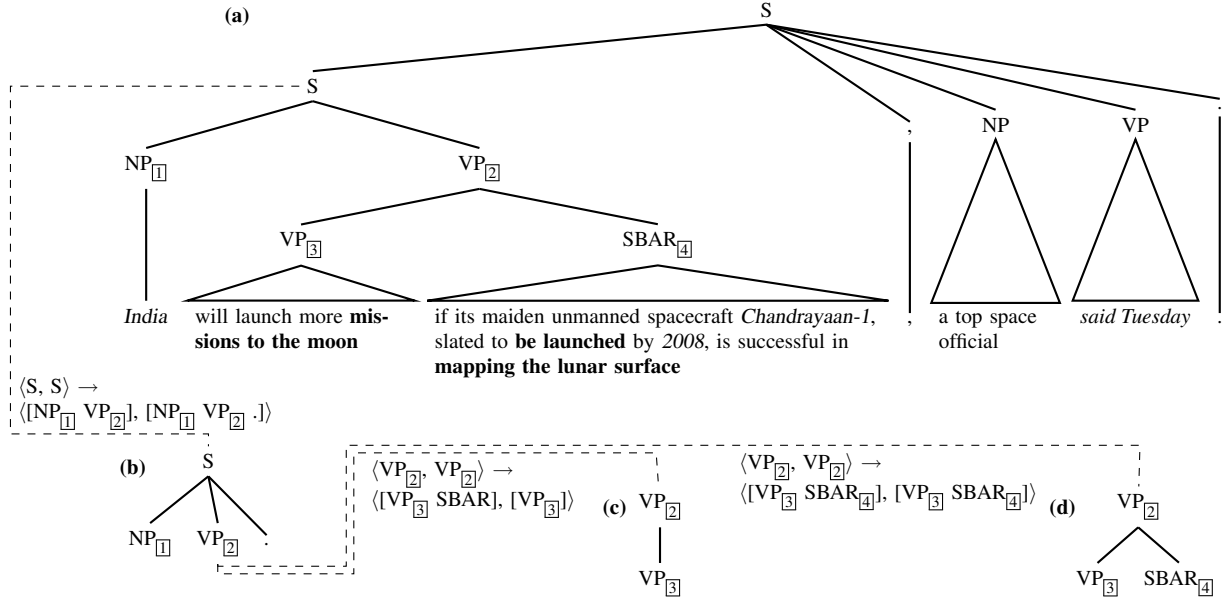 (a)
S
S
, NP VP .
NP1 VP2
VP3 SBAR4
India will launch more mis- if its maiden unmanned spacecraft Chandrayaan-1, , a top space said Tuesday .
sions to the moon slated to be launched by 2008, is successful in official
mapping the lunar surface
⟨S, S⟩ →
⟨[NP1 VP2], [NP1 VP2 .]⟩
(b) S
NP1 VP2 .
⟨VP2, VP2⟩ →
⟨[VP3 SBAR], [VP3]⟩
(c) VP2
VP3
⟨VP2, VP2⟩ →
⟨[VP3 SBAR4], [VP3 SBAR4]⟩
(d) VP2
VP3 SBAR4